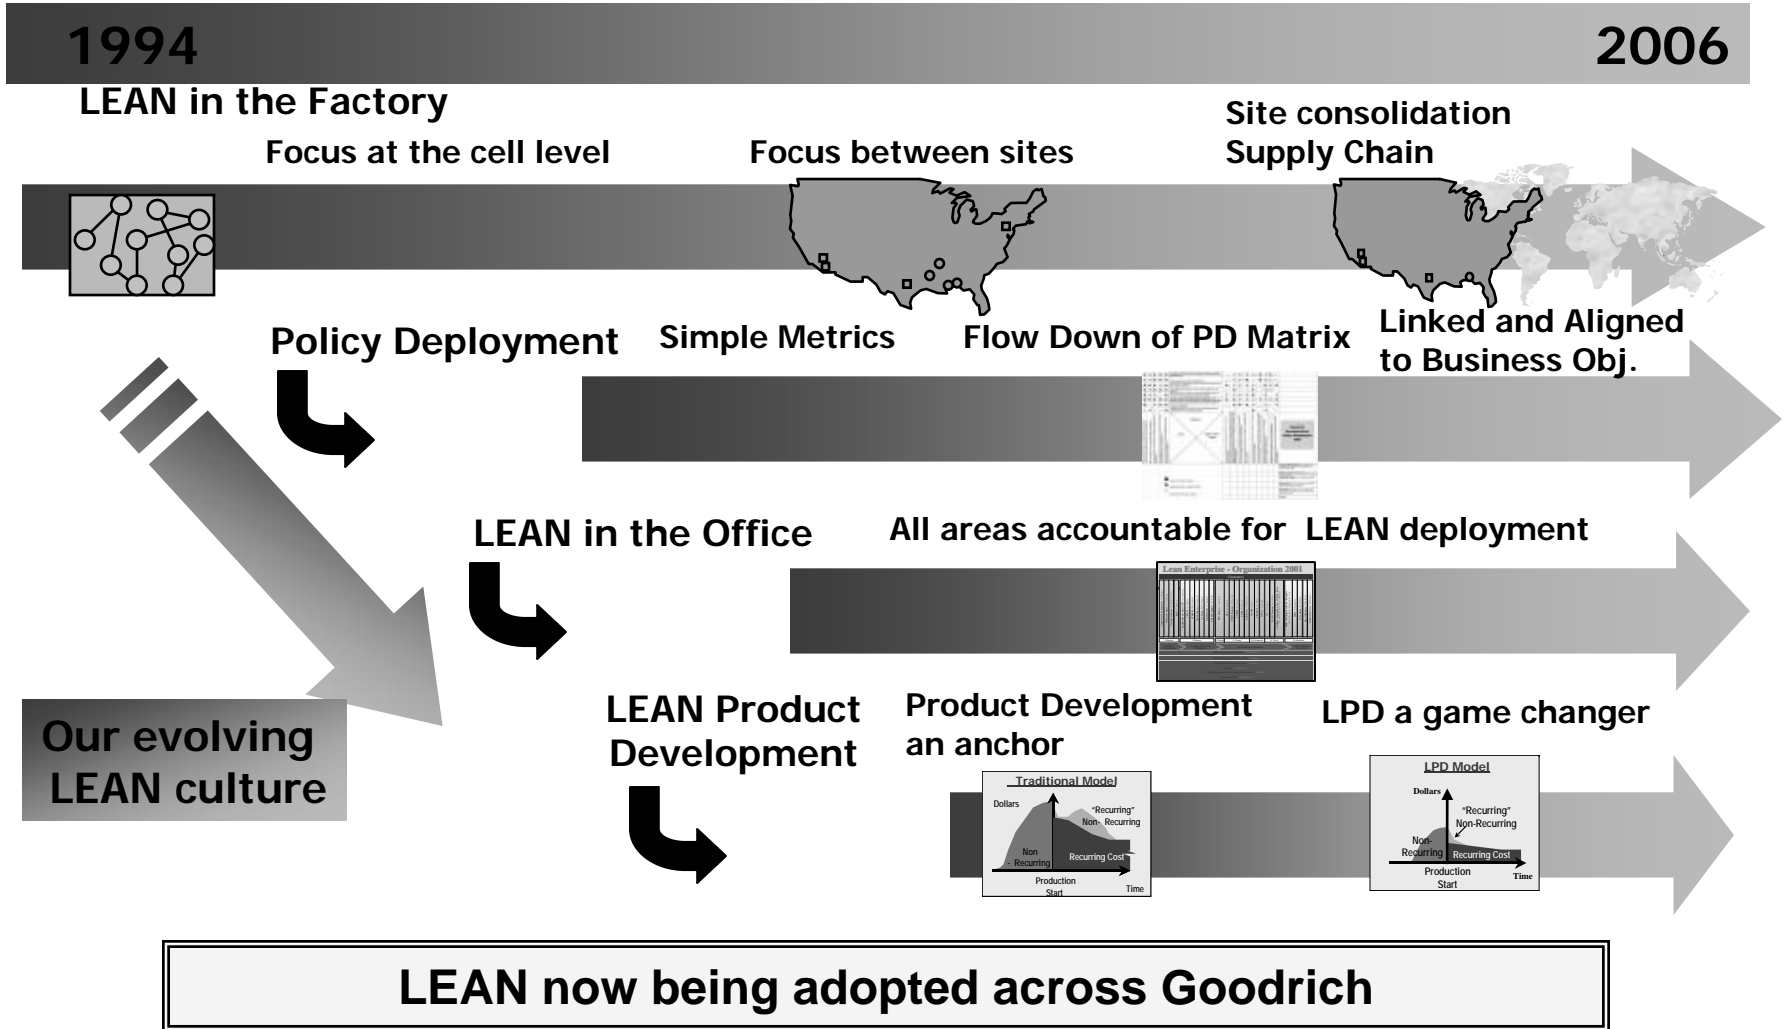 1994
2006
LEAN in the Factory
Focus at the cell level
Focus between sites
Site consolidation
Supply Chain
Policy Deployment
Simple Metrics
Flow Down of PD Matrix
Linked and Aligned
to Business Obj.
LEAN in the Office
All areas accountable for LEAN deployment
Lean Enterprise - Organization 2001
Our evolving
LEAN culture
LEAN Product
Development
Product Development
an anchor
LPD a game changer
Traditional Model
Dollars
"Recurring"
Non- Recurring
Non
- Recurring
Recurring Cost
Production
Start
Time
LPD Model
Dollars
"Recurring"
Non-Recurring
Non-
Recurring
Recurring Cost
Production
Start
Time
LEAN now being adopted across Goodrich